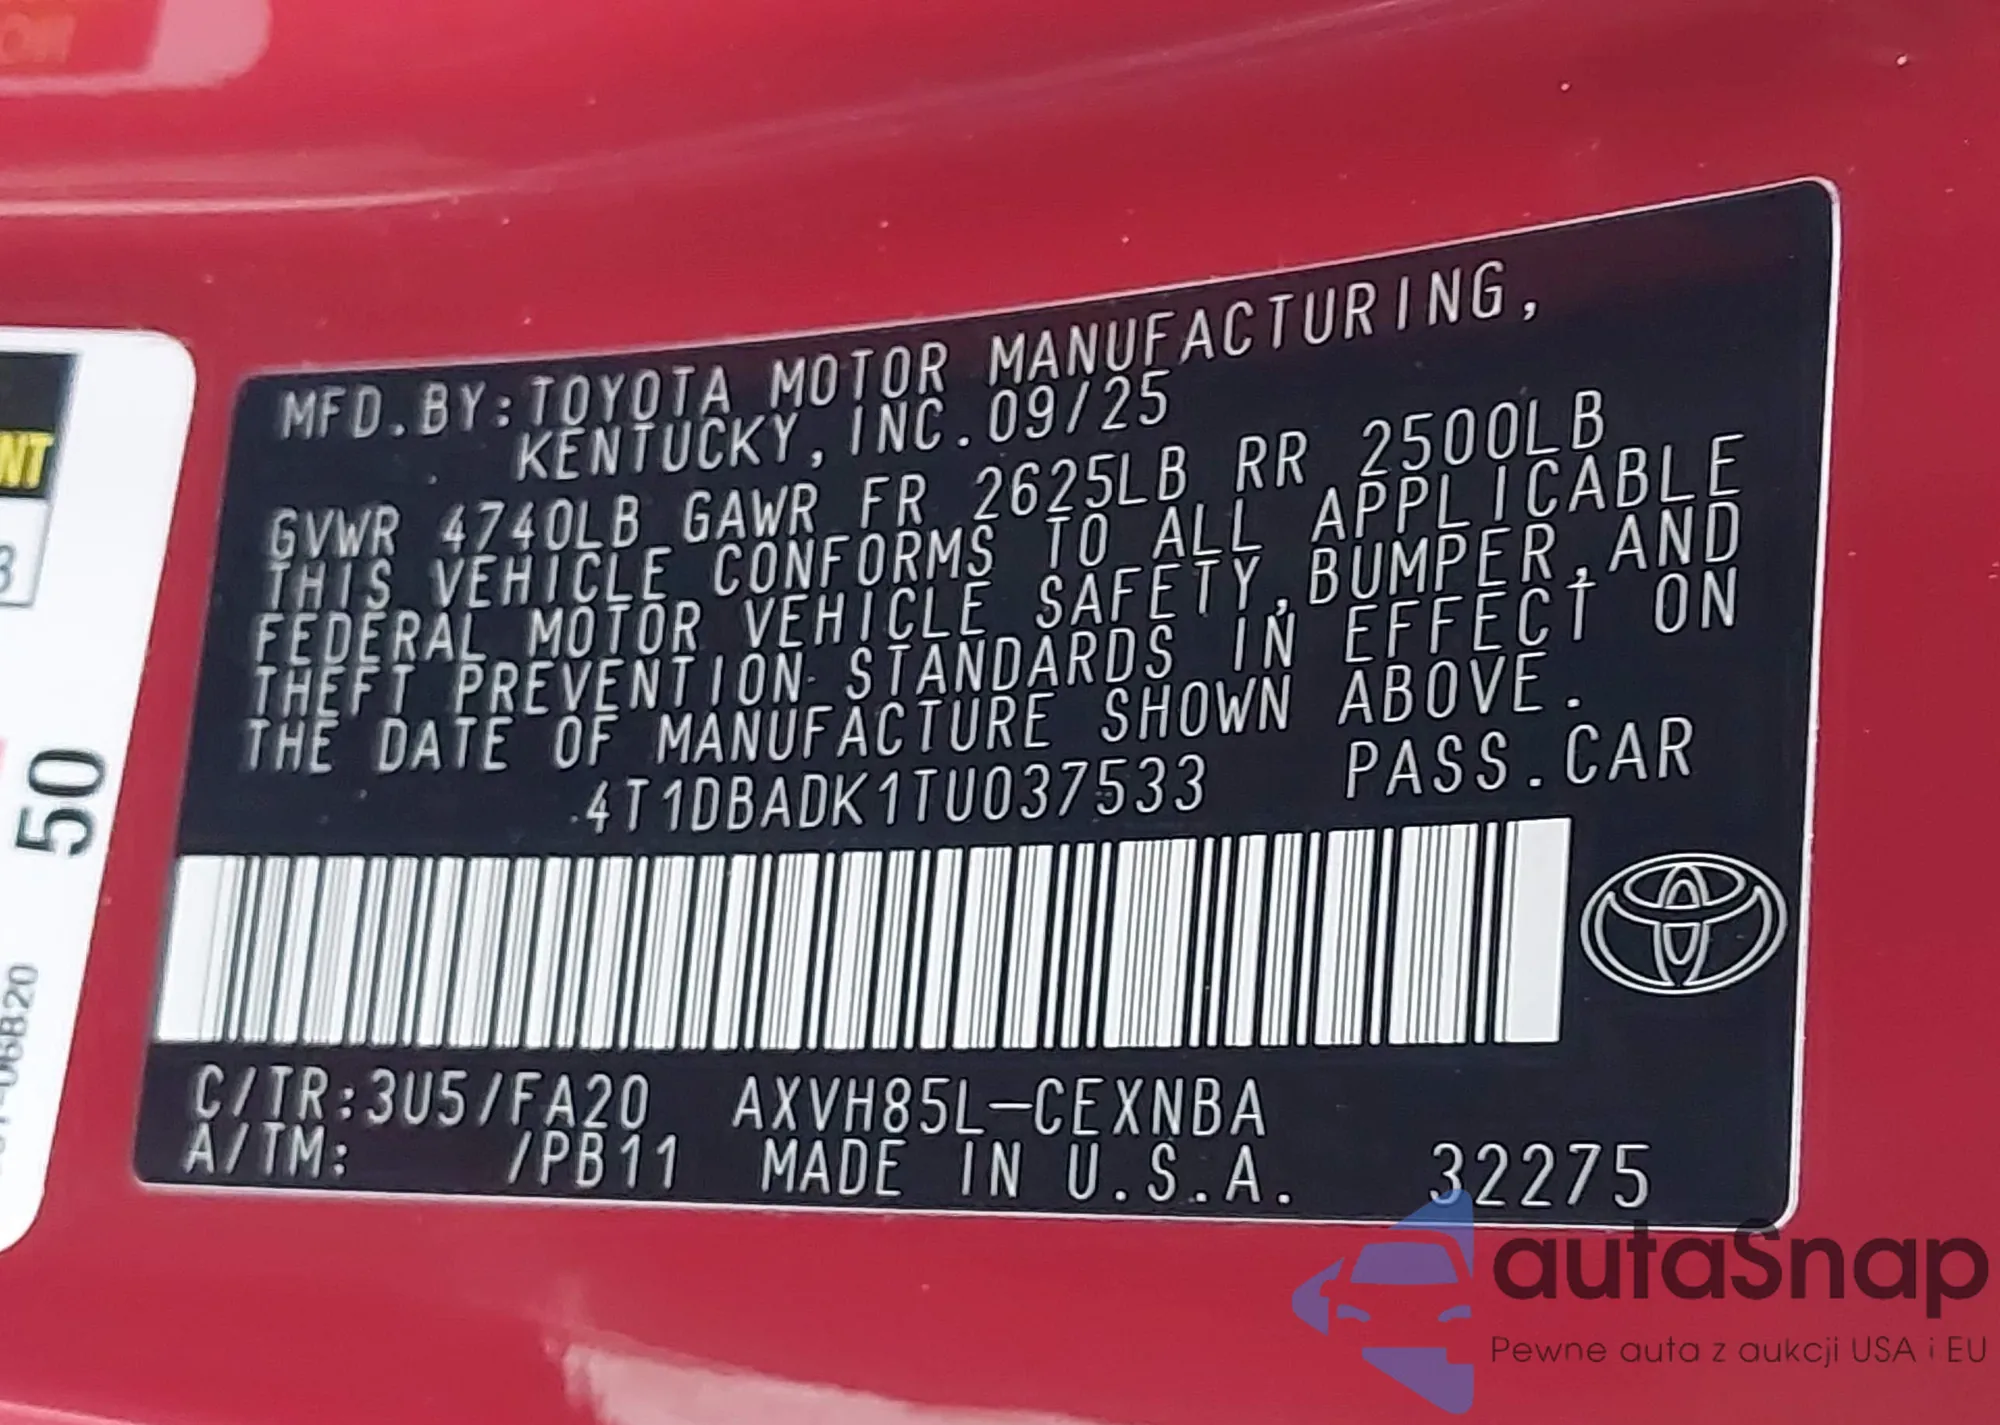 MFD.BY:TOYOTA MOTOR MANUFACTURING,
KENTUCKY, INC. 09/25
GVWR 4740LB GAWR FR 2625LB RR 2500LB
THIS VEHICLE CONFORMS TO ALL APPLICABLE
FEDERAL MOTOR VEHICLE SAFETY,BUMPER,AND
THEFT PREVENTION STANDARDS IN EFFECT ON
THE DATE OF MANUFACTURE SHOWN ABOVE.
4T1DBADK1TU037533 PASS.CAR
C/TR:3U5/FA20 AXVH85L-CEXNBA
A/TM: /PB11 MADE IN U.S.A. 32275
NT
3
50
06B20
autaSnap
Pewne auta z aukcji USA i EU